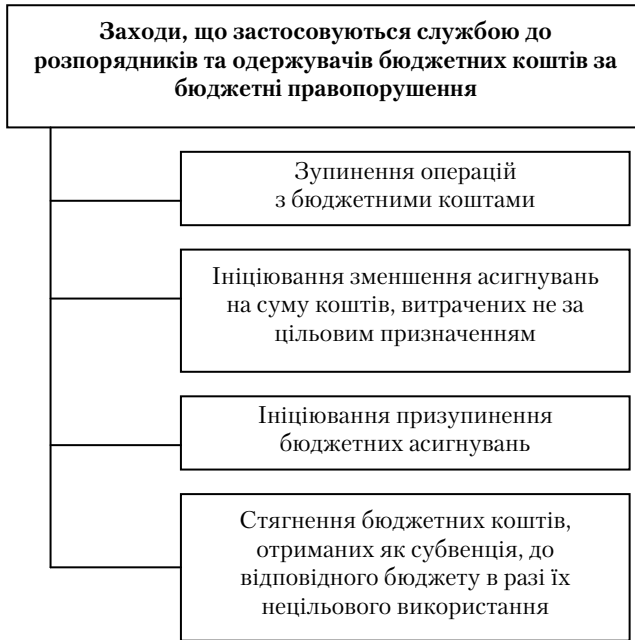 Заходи, що застосовуються службою до
розпорядників та одержувачів бюджетних коштів за
бюджетні правопорушення
Зупинення операцій
з бюджетними коштами
Ініціювання зменшення асигнувань
на суму коштів, витрачених не за
цільовим призначенням
Ініціювання призупинення
бюджетних асигнувань
Стягнення бюджетних коштів,
отриманих як субвенція, до
відповідного бюджету в разі їх
нецільового використання